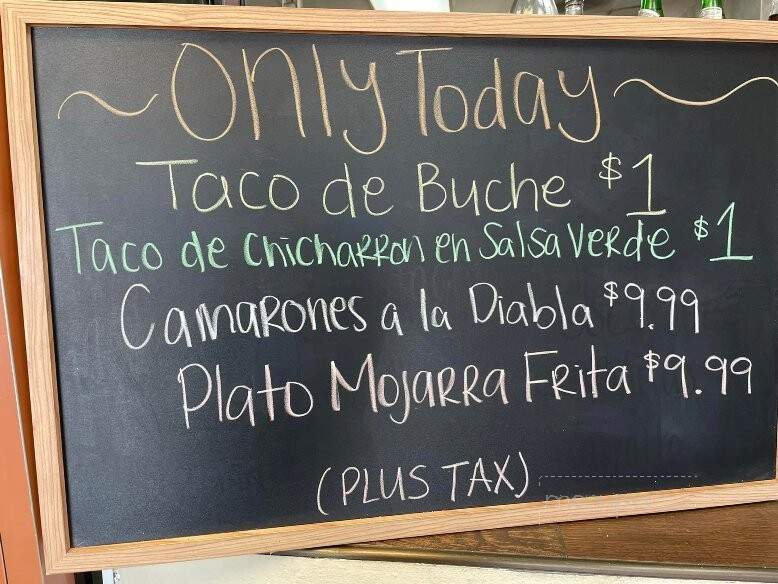 ~Only Today~
Taco de Buche $1
Taco de Chicharron en Salsa Verde $1
Camarones a la Diabla $9.99
Plato Mojarra Frita $9.99
(PLUS TAX)